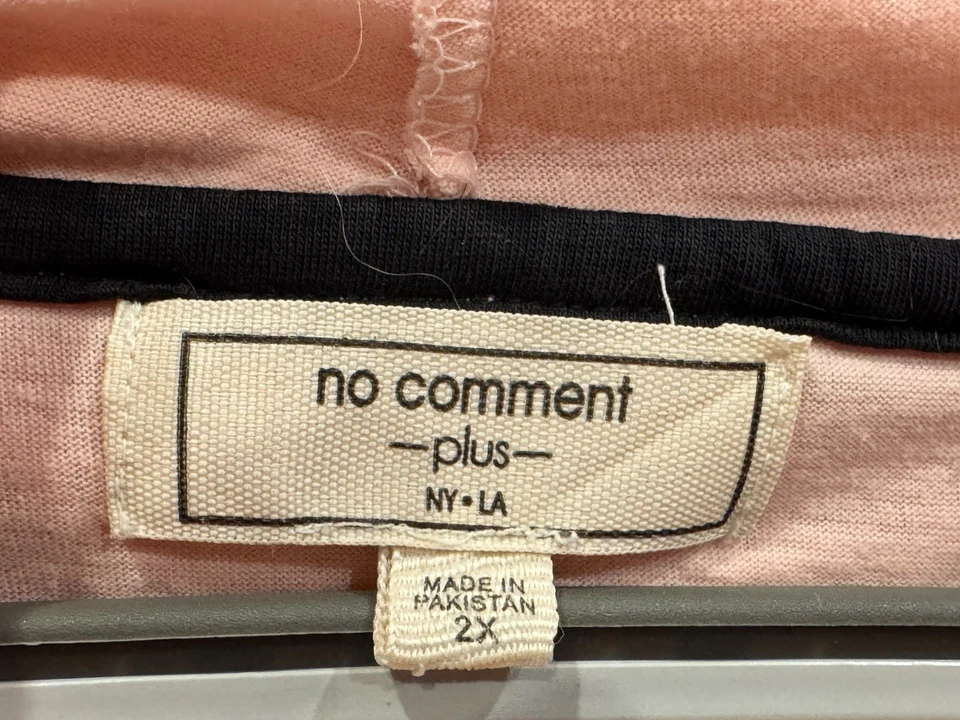 no comment
—plus—
NY•LA
MADE IN
PAKISTAN
2X